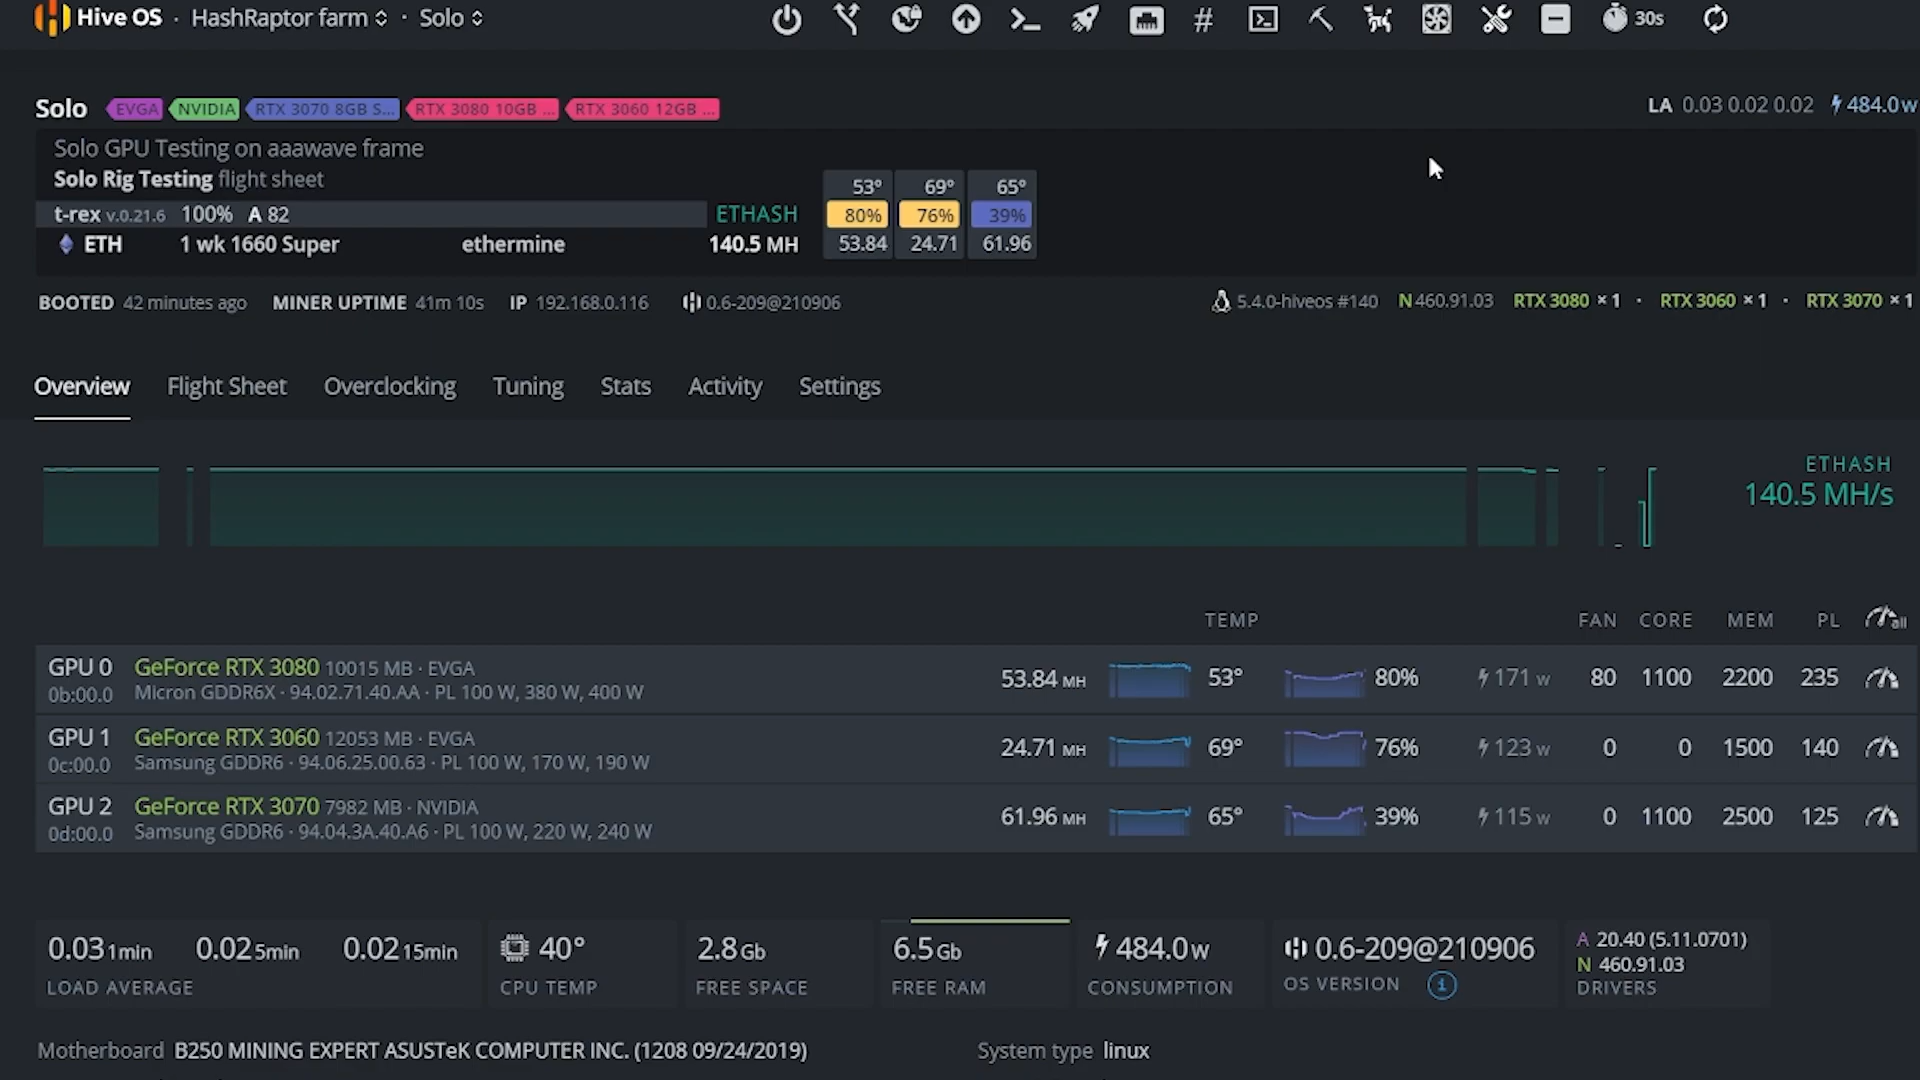 Hive OS · HashRaptor farm · Solo
# 30s
Solo EVGA NVIDIA RTX 3070 8GB S... RTX 3080 10GB ... RTX 3060 12GB ...
LA 0.03 0.02 0.02 484.0 w
Solo GPU Testing on aaawave frame
Solo Rig Testing flight sheet
53° 69° 65°
t-rex v.0.21.6 100% A 82 ETHASH 80% 76% 39%
ETH 1 wk 1660 Super ethermine 140.5 MH 53.84 24.71 61.96
BOOTED 42 minutes ago MINER UPTIME 41m 10s IP 192.168.0.116 0.6-209@210906
5.4.0-hiveos #140 N 460.91.03 RTX 3080 × 1 · RTX 3060 × 1 · RTX 3070 × 1
Overview Flight Sheet Overclocking Tuning Stats Activity Settings
ETHASH
140.5 MH/s
TEMP FAN CORE MEM PL all
GPU 0 GeForce RTX 3080 10015 MB · EVGA 53.84 MH 53° 80% 171 w 80 1100 2200 235
0b:00.0 Micron GDDR6X · 94.02.71.40.AA · PL 100 W, 380 W, 400 W
GPU 1 GeForce RTX 3060 12053 MB · EVGA 24.71 MH 69° 76% 123 w 0 0 1500 140
0c:00.0 Samsung GDDR6 · 94.06.25.00.63 · PL 100 W, 170 W, 190 W
GPU 2 GeForce RTX 3070 7982 MB · NVIDIA 61.96 MH 65° 39% 115 w 0 1100 2500 125
0d:00.0 Samsung GDDR6 · 94.04.3A.40.A6 · PL 100 W, 220 W, 240 W
0.03 1min 0.02 5min 0.02 15min
LOAD AVERAGE
40°
CPU TEMP
2.8 Gb
FREE SPACE
6.5 Gb
FREE RAM
484.0 w
CONSUMPTION
0.6-209@210906
OS VERSION i
A 20.40 (5.11.0701)
N 460.91.03
DRIVERS
Motherboard B250 MINING EXPERT ASUSTeK COMPUTER INC. (1208 09/24/2019)
System type linux